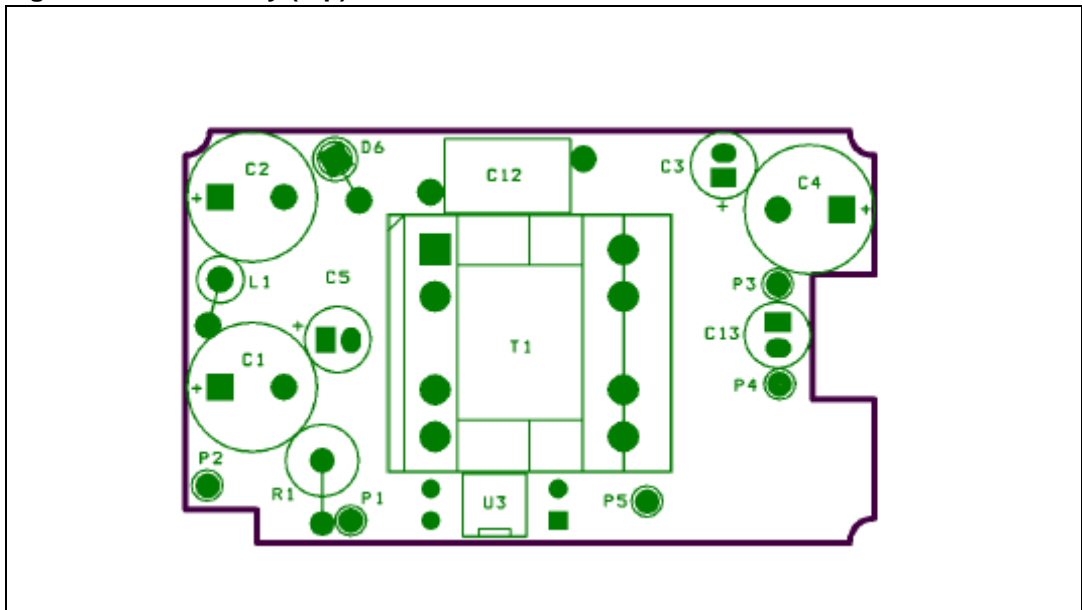 D6
C2
C12
C3
C4
+
+
+
L1
C5
P3
+
C13
T1
C1
+
P4
P2
R1
P1
U3
P5